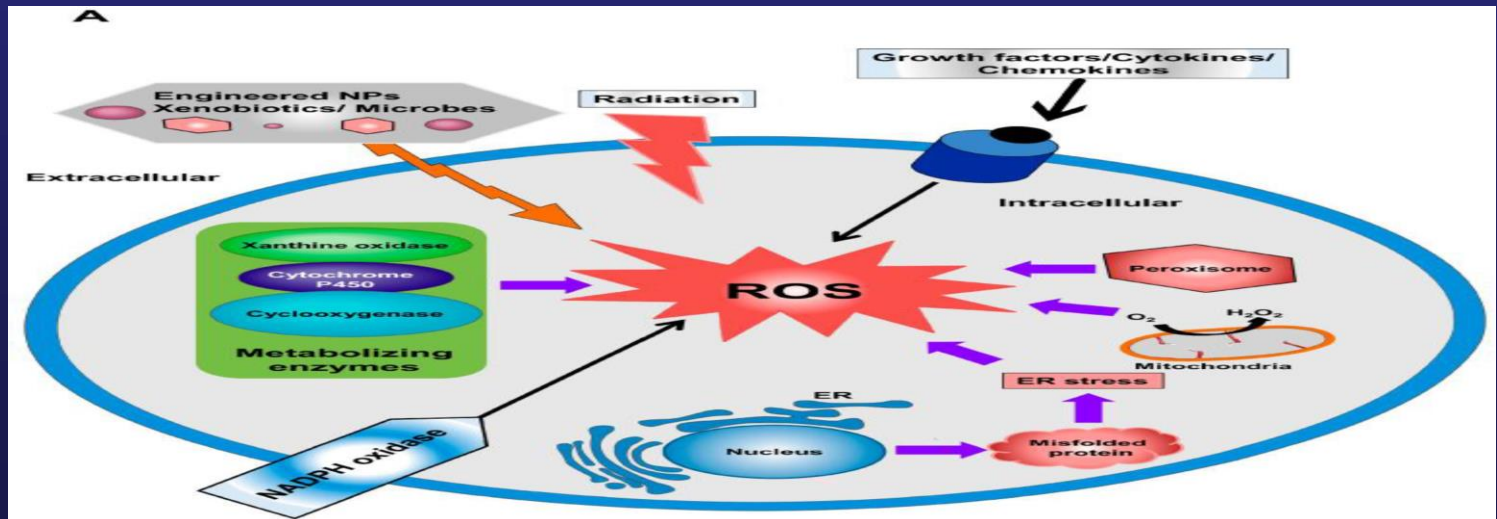 A
Growth factors/Cytokines/
Chemokines
Engineered NPs
Xenobiotics/ Microbes
Radiation
Extracellular
Intracellular
Xanthine oxidase
Cytochrome
P450
Cyclooxygenase
Metabolizing
enzymes
ROS
Peroxisome
O₂
H₂O₂
Mitochondria
ER stress
ER
Nucleus
Misfolded
protein
NADPH oxidase